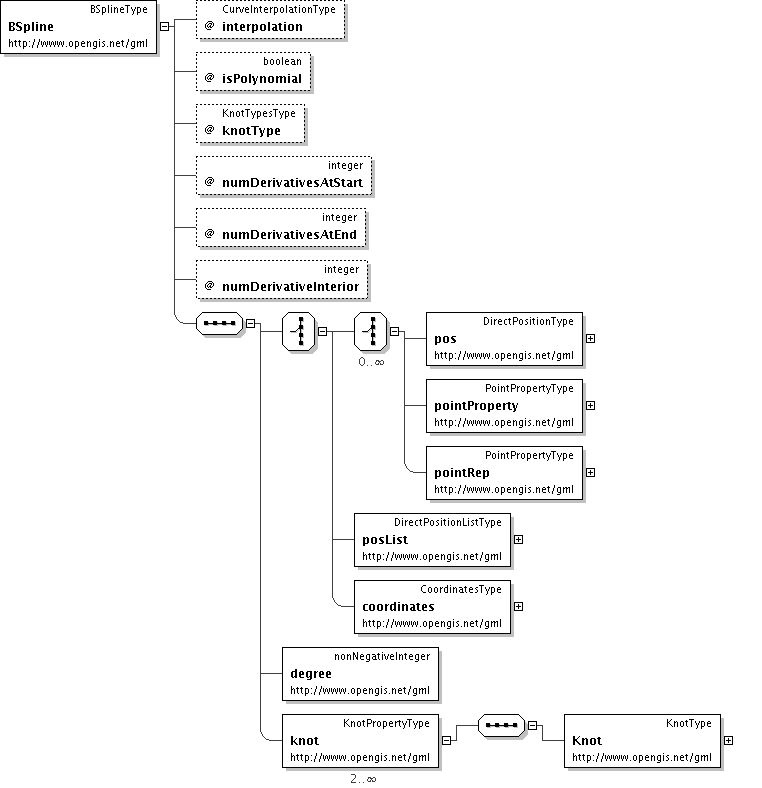 BSplineType
BSpline
http://www.opengis.net/gml
CurveInterpolationType
@ interpolation
boolean
@ isPolynomial
KnotTypesType
@ knotType
integer
@ numDerivativesAtStart
integer
@ numDerivativesAtEnd
integer
@ numDerivativeInterior
0..∞
DirectPositionType
pos
http://www.opengis.net/gml
PointPropertyType
pointProperty
http://www.opengis.net/gml
PointPropertyType
pointRep
http://www.opengis.net/gml
DirectPositionListType
posList
http://www.opengis.net/gml
CoordinatesType
coordinates
http://www.opengis.net/gml
nonNegativeInteger
degree
http://www.opengis.net/gml
KnotPropertyType
knot
http://www.opengis.net/gml
2..∞
KnotType
Knot
http://www.opengis.net/gml